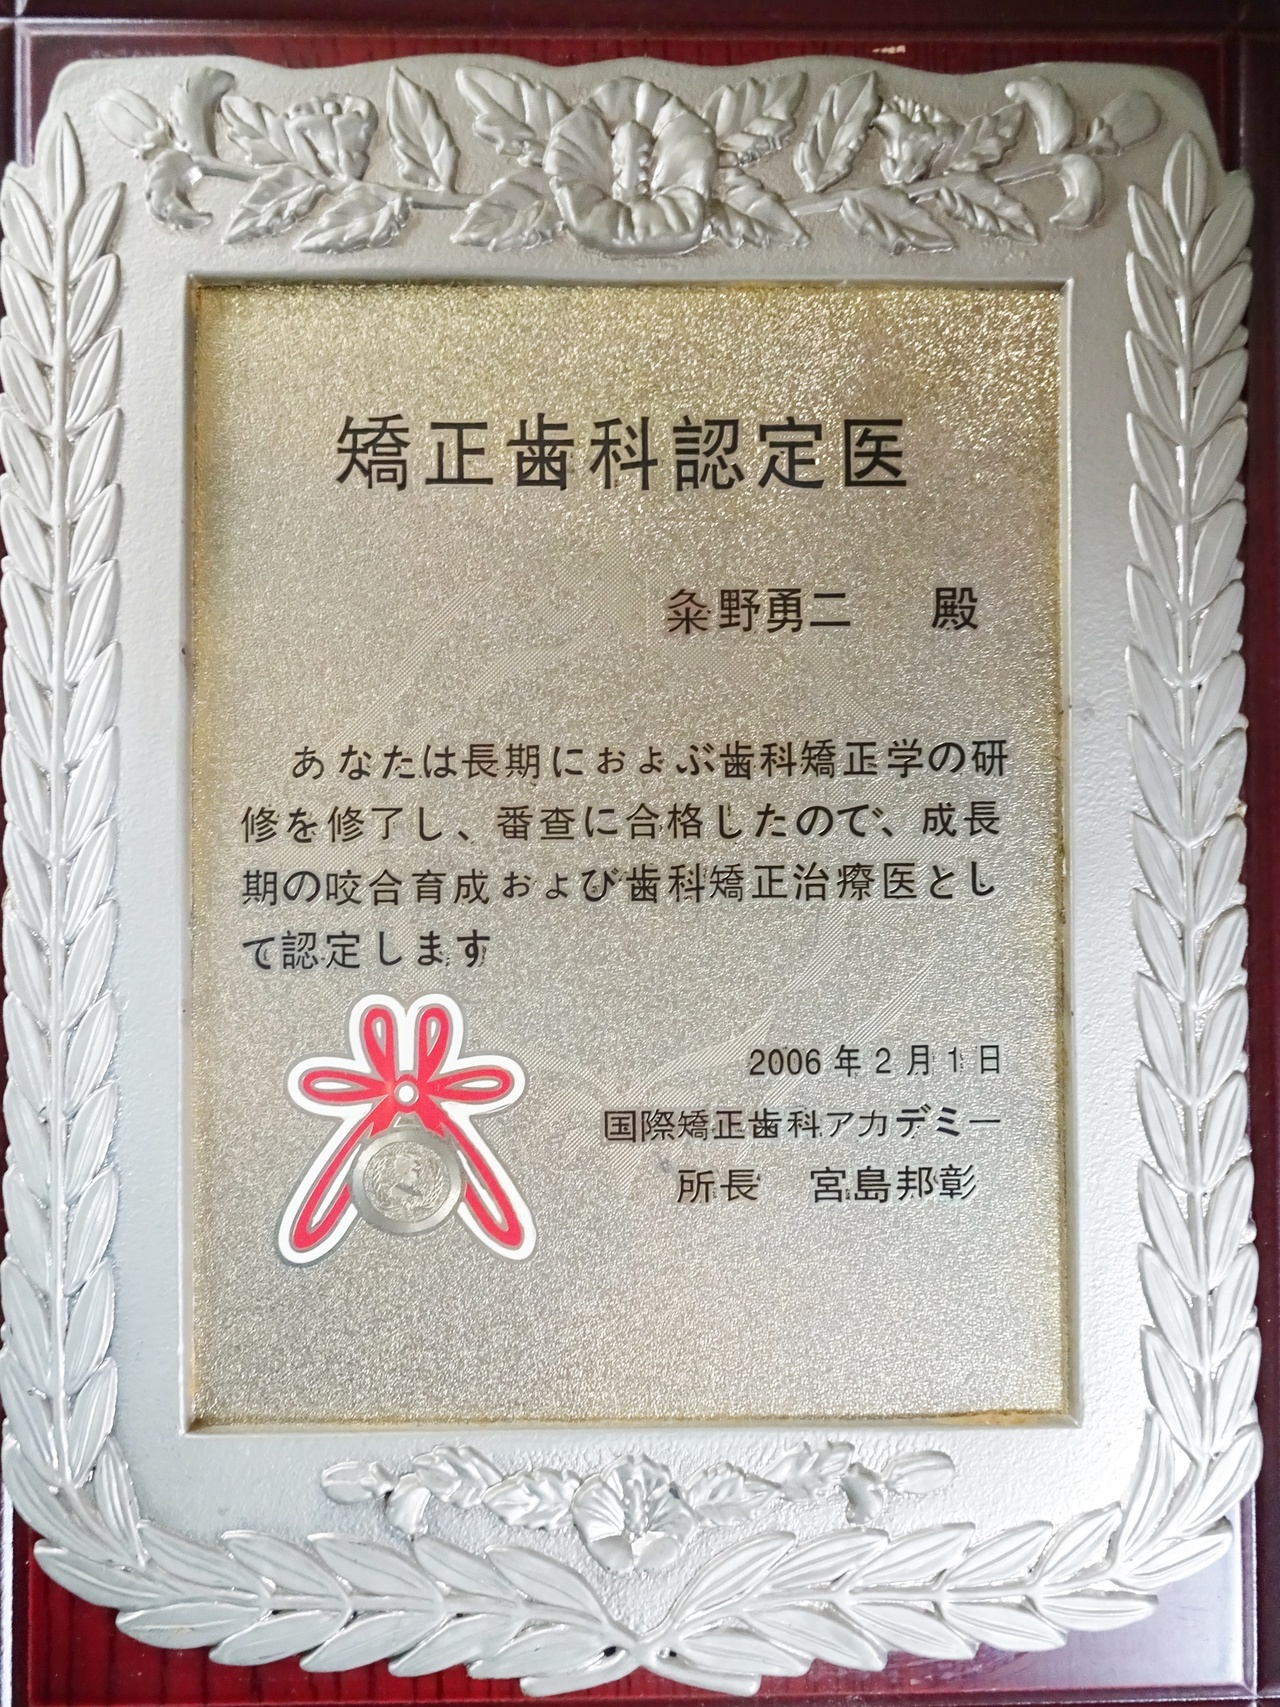 矯正歯科認定医
粂野勇二 殿
あなたは長期におよぶ歯科矯正学の研
修を修了し、審査に合格したので、成長
期の咬合育成および歯科矯正治療医とし
て認定します
2006年2月1日
国際矯正歯科アカデミー
所長 宮島邦彰